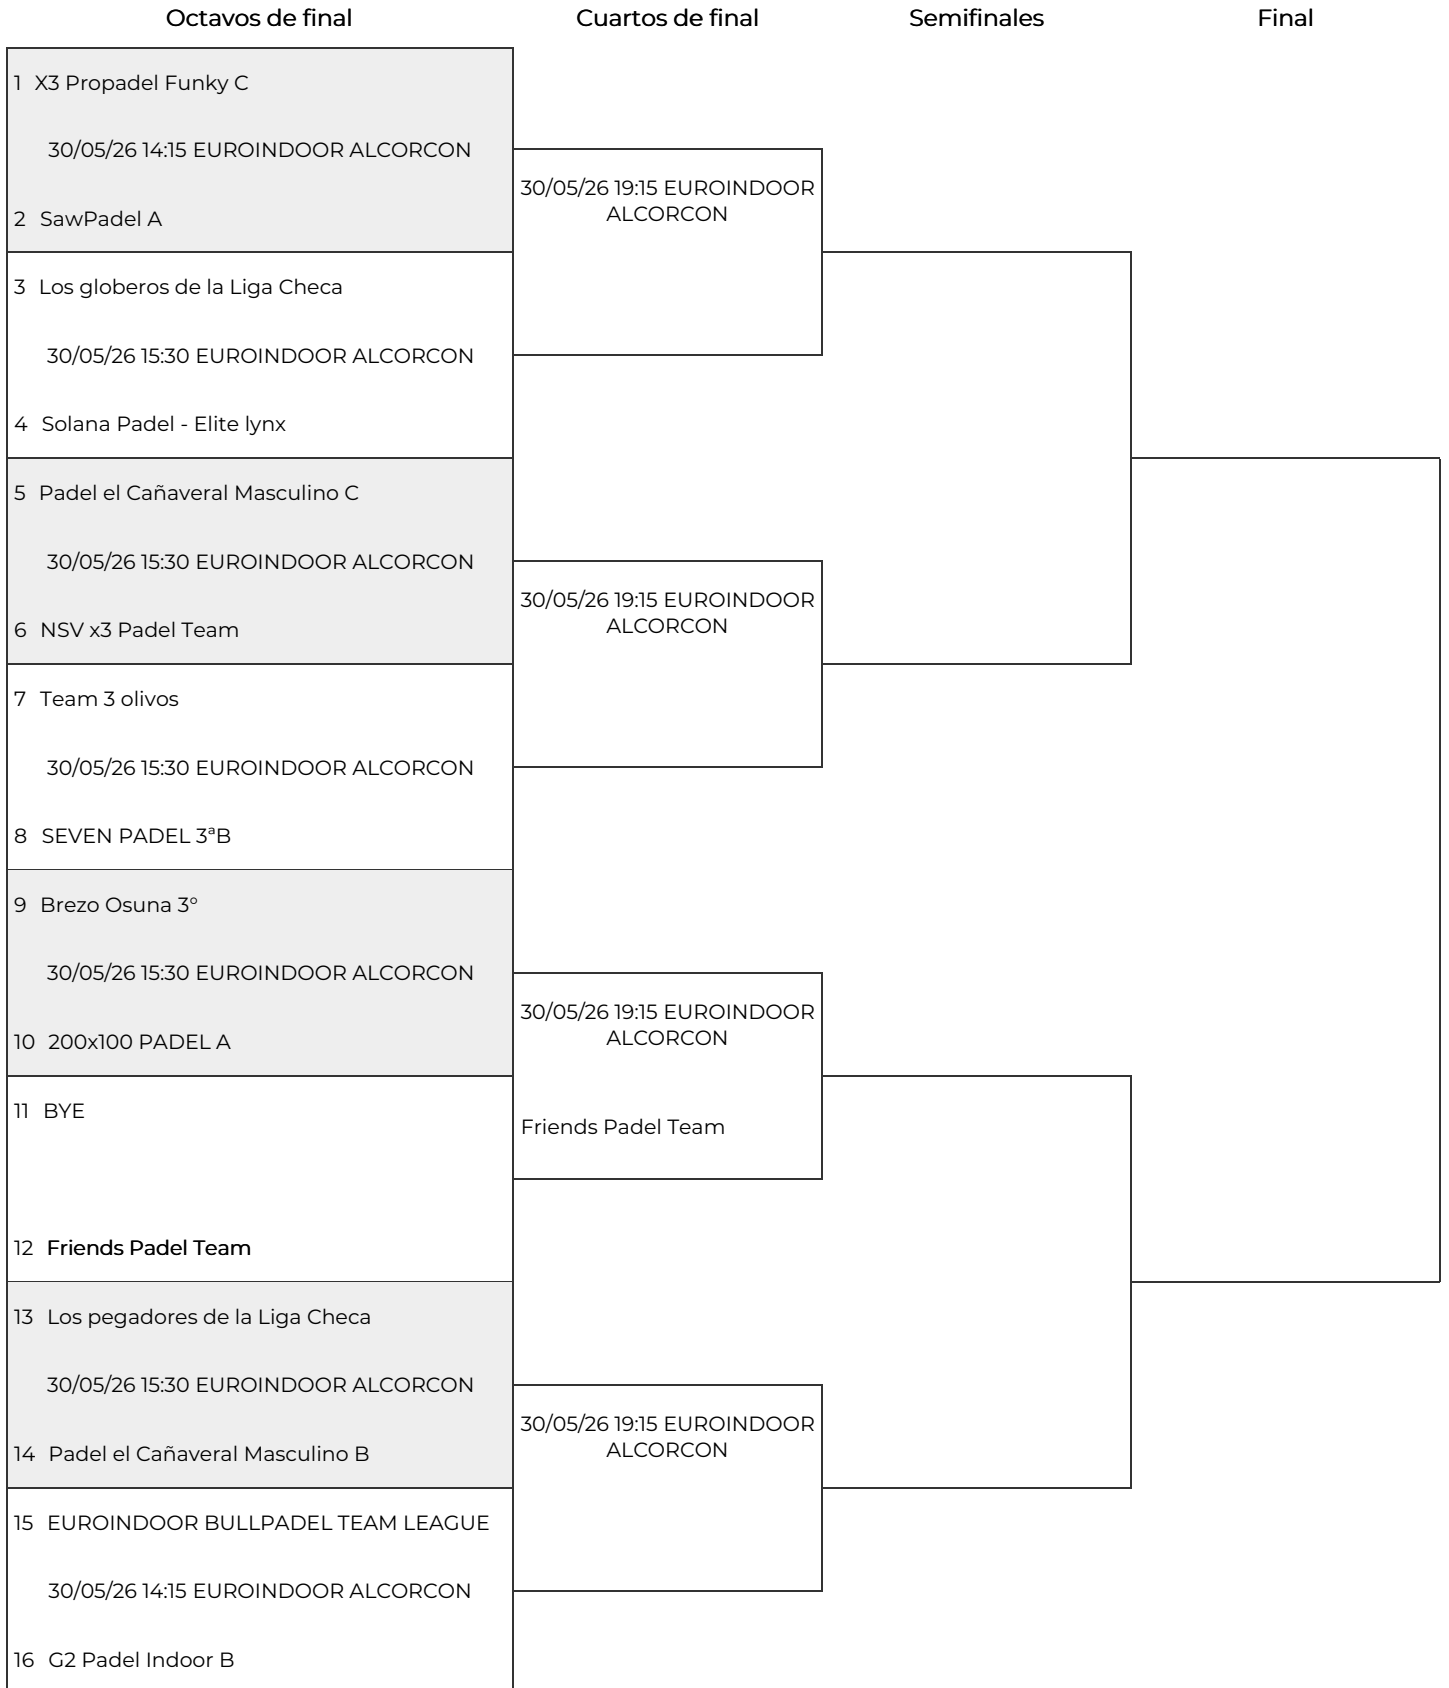 Octavos de final
Cuartos de final
Semifinales
Final
1 X3 Propadel Funky C
30/05/26 14:15 EUROINDOOR ALCORCON
2 SawPadel A
3 Los globeros de la Liga Checa
30/05/26 15:30 EUROINDOOR ALCORCON
4 Solana Padel - Elite lynx
5 Padel el Cañaveral Masculino C
30/05/26 15:30 EUROINDOOR ALCORCON
6 NSV x3 Padel Team
7 Team 3 olivos
30/05/26 15:30 EUROINDOOR ALCORCON
8 SEVEN PADEL 3ªB
9 Brezo Osuna 3º
30/05/26 15:30 EUROINDOOR ALCORCON
10 200x100 PADEL A
11 BYE
12 Friends Padel Team
13 Los pegadores de la Liga Checa
30/05/26 15:30 EUROINDOOR ALCORCON
14 Padel el Cañaveral Masculino B
15 EUROINDOOR BULLPADEL TEAM LEAGUE
30/05/26 14:15 EUROINDOOR ALCORCON
16 G2 Padel Indoor B
30/05/26 19:15 EUROINDOOR
ALCORCON
30/05/26 19:15 EUROINDOOR
ALCORCON
30/05/26 19:15 EUROINDOOR
ALCORCON
Friends Padel Team
30/05/26 19:15 EUROINDOOR
ALCORCON